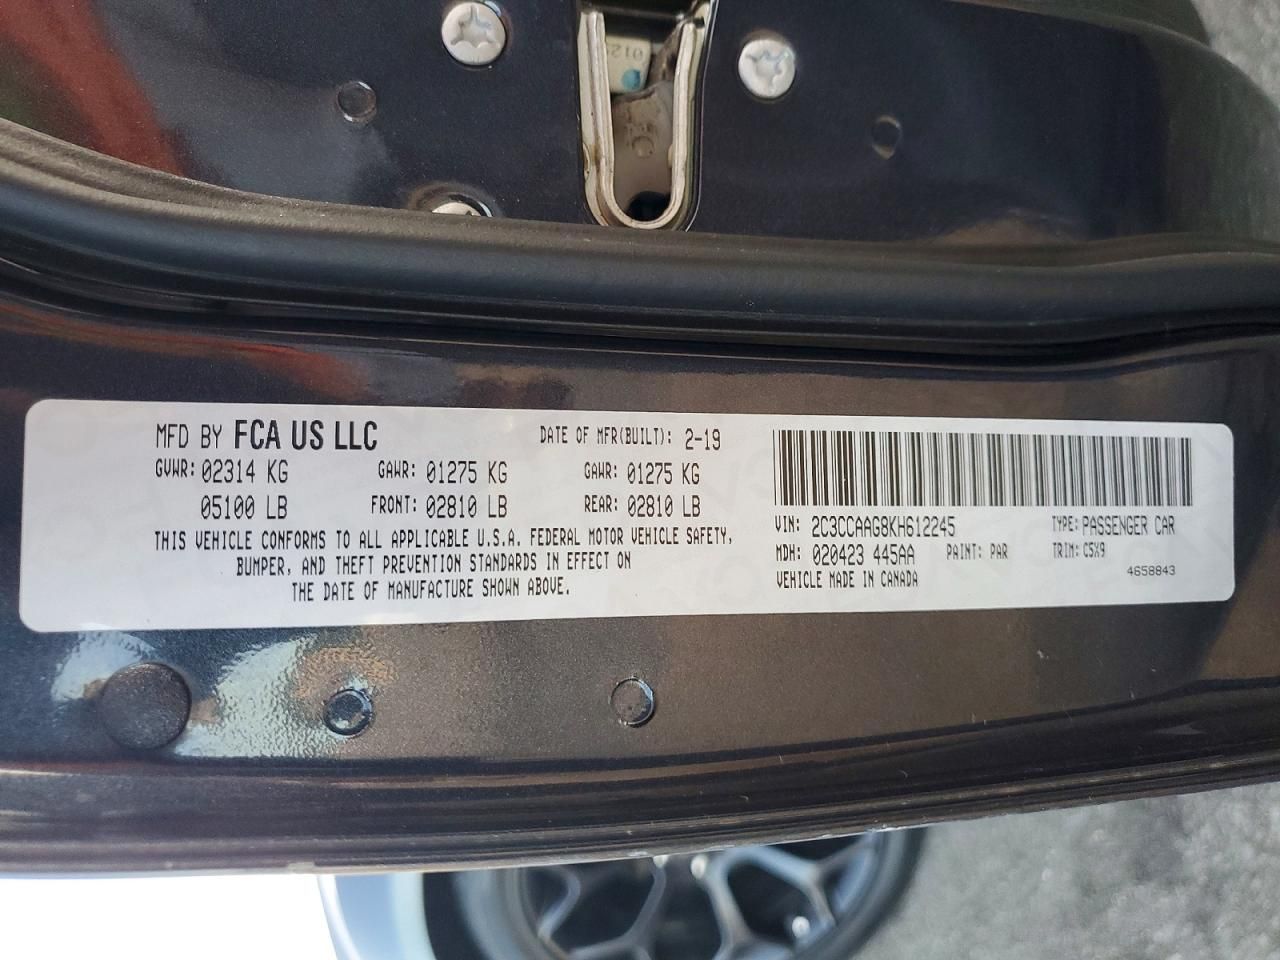 MFD BY FCA US LLC DATE OF MFR(BUILT): 2-19
GVWR: 02314 KG GAWR: 01275 KG GAWR: 01275 KG
05100 LB FRONT: 02810 LB REAR: 02810 LB
THIS VEHICLE CONFORMS TO ALL APPLICABLE U.S.A. FEDERAL MOTOR VEHICLE SAFETY,
BUMPER, AND THEFT PREVENTION STANDARDS IN EFFECT ON
THE DATE OF MANUFACTURE SHOWN ABOVE.
VIN: 2C3CCAAG8KH612245 TYPE: PASSENGER CAR
MDH: 020423 445AA PAINT: PAR TRIM: C5X9
VEHICLE MADE IN CANADA 4658843